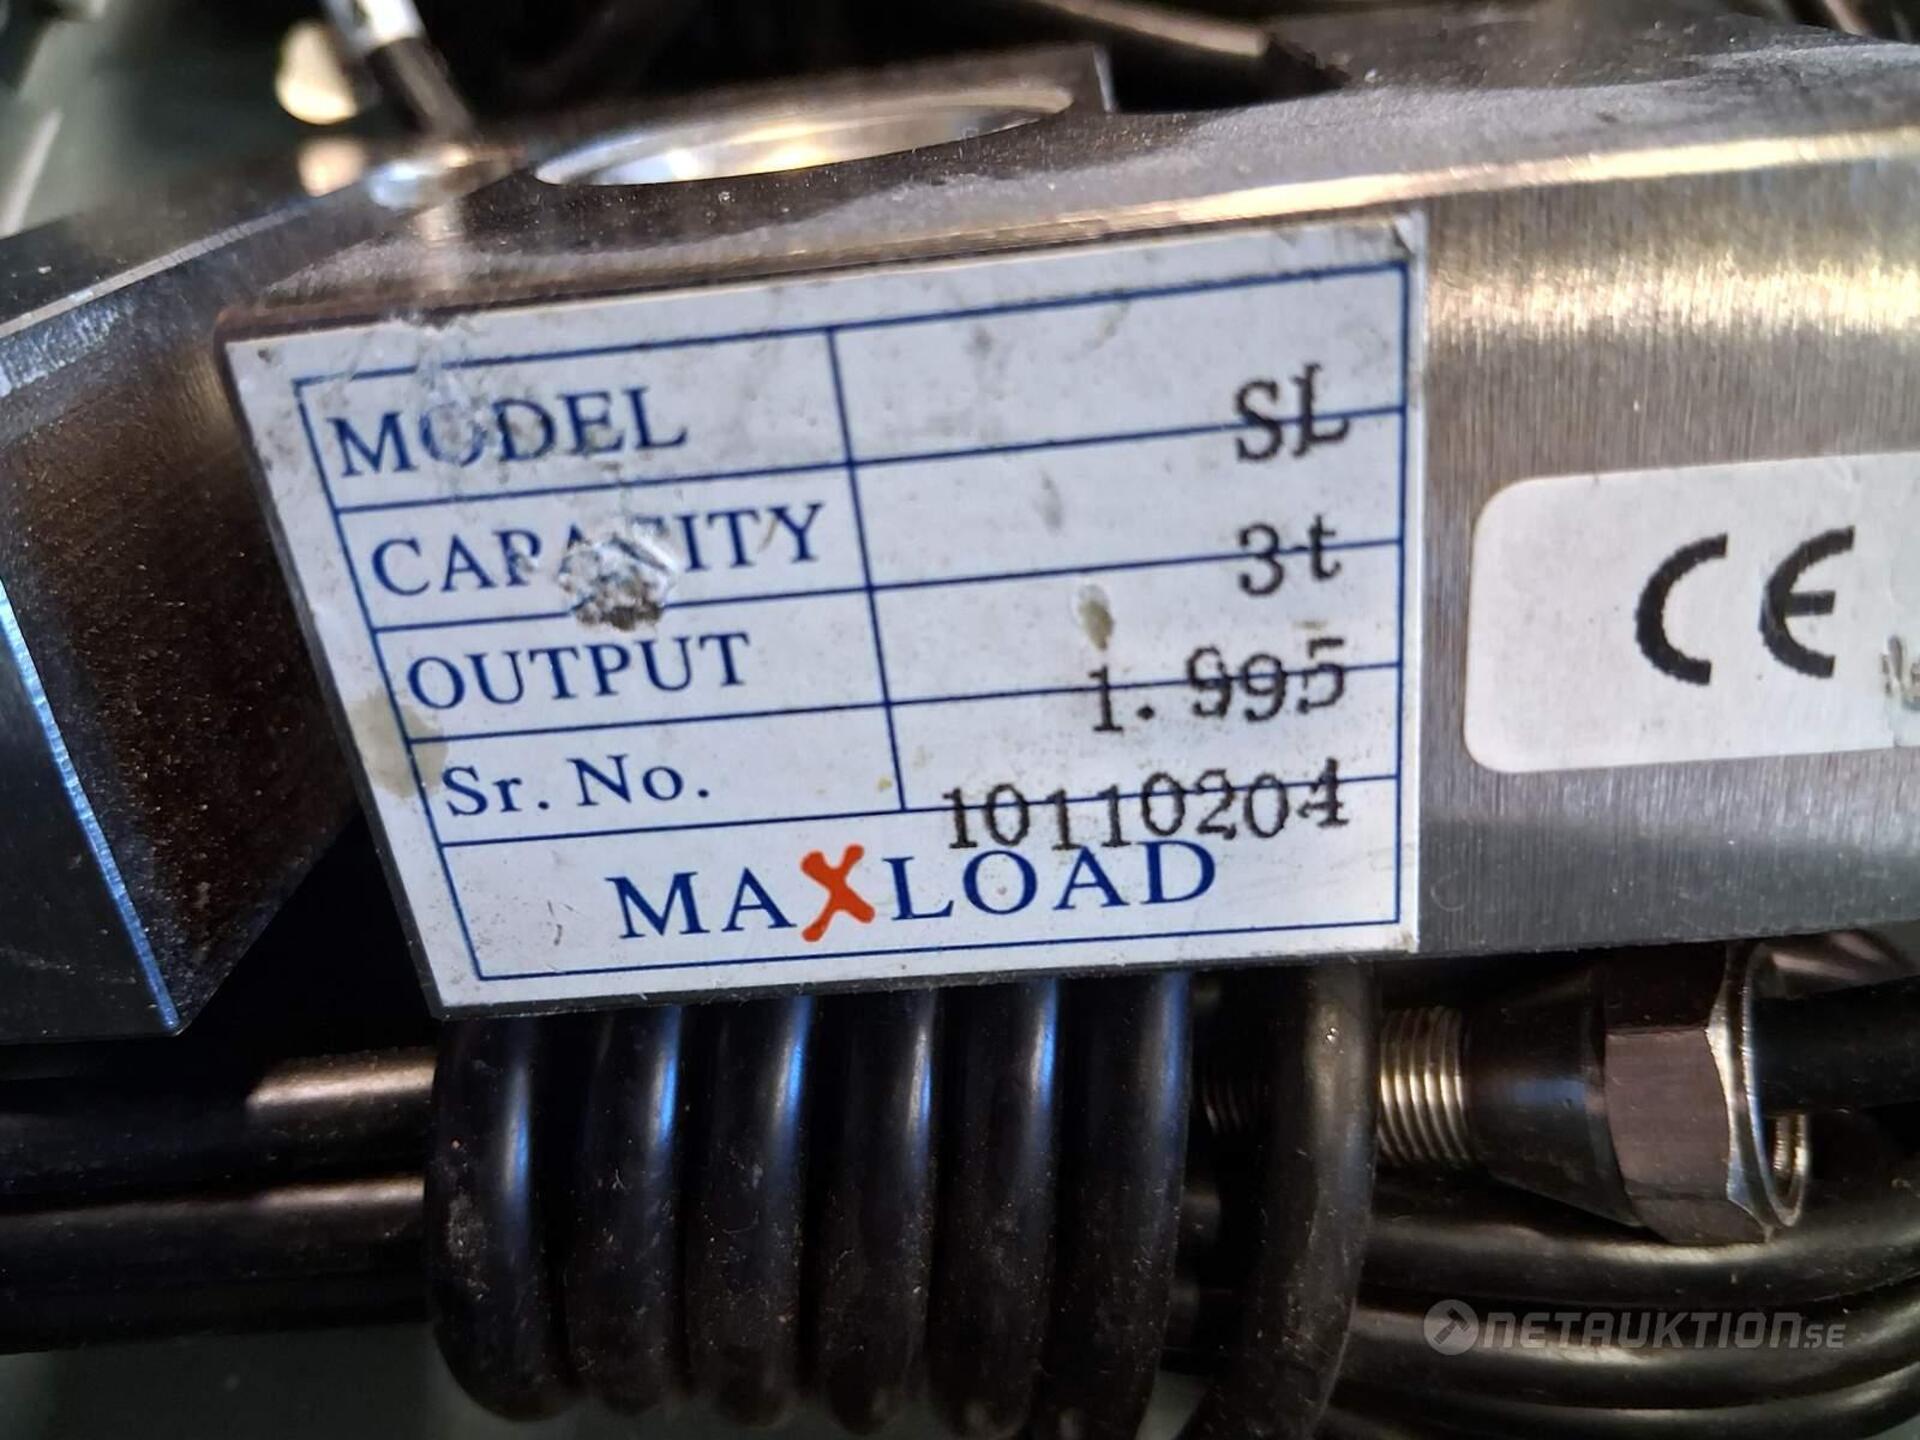 MODEL SL
CAPACITY 3t
OUTPUT 1.995
Sr. No. 10110204
MAXLOAD
CE
NETAUKTION.SE